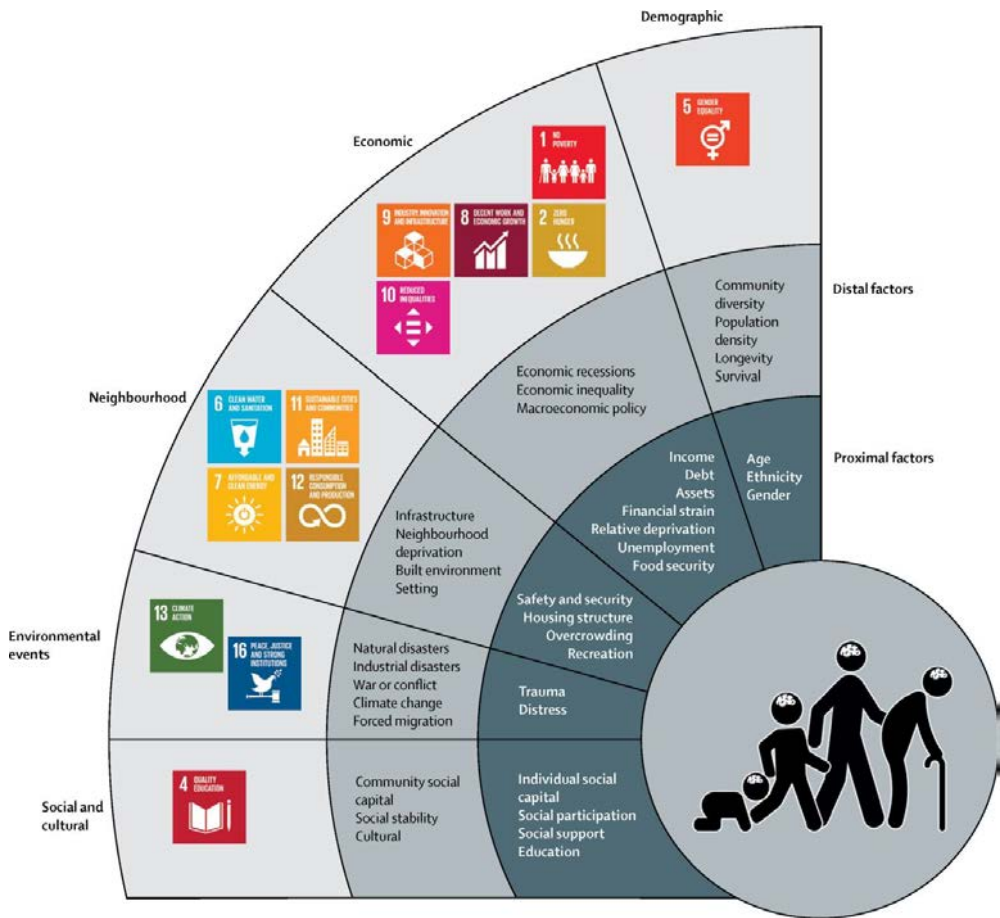 Demographic
5 GENDER
EQUALITY
Economic
1 NO
POVERTY
9 INDUSTRY, INNOVATION
AND INFRASTRUCTURE
8 DECENT WORK AND
ECONOMIC GROWTH
2 ZERO
HUNGER
10 REDUCED
INEQUALITIES
Community
diversity
Population
density
Longevity
Survival
Distal factors
Economic recessions
Economic inequality
Macroeconomic policy
Neighbourhood
6 CLEAN WATER
AND SANITATION
11 SUSTAINABLE CITIES
AND COMMUNITIES
7 AFFORDABLE AND
CLEAN ENERGY
12 RESPONSIBLE
CONSUMPTION
AND PRODUCTION
Income
Debt
Assets
Financial strain
Relative deprivation
Unemployment
Food security
Age
Ethnicity
Gender
Proximal factors
Infrastructure
Neighbourhood
deprivation
Built environment
Setting
Safety and security
Housing structure
Overcrowding
Recreation
Environmental
events
13 CLIMATE
ACTION
16 PEACE, JUSTICE
AND STRONG
INSTITUTIONS
Natural disasters
Industrial disasters
War or conflict
Climate change
Forced migration
Trauma
Distress
Social and
cultural
4 QUALITY
EDUCATION
Community social
capital
Social stability
Cultural
Individual social
capital
Social participation
Social support
Education